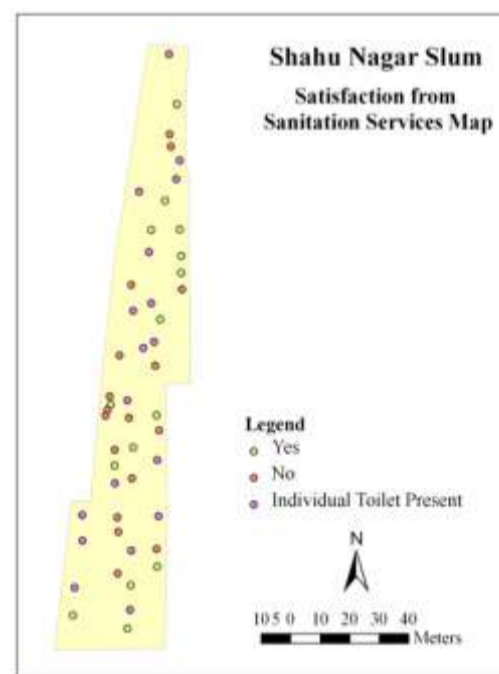 Shahu Nagar Slum
Satisfaction from
Sanitation Services Map
Legend
Yes
No
Individual Toilet Present
N
10 5 0 10 20 30 40
Meters